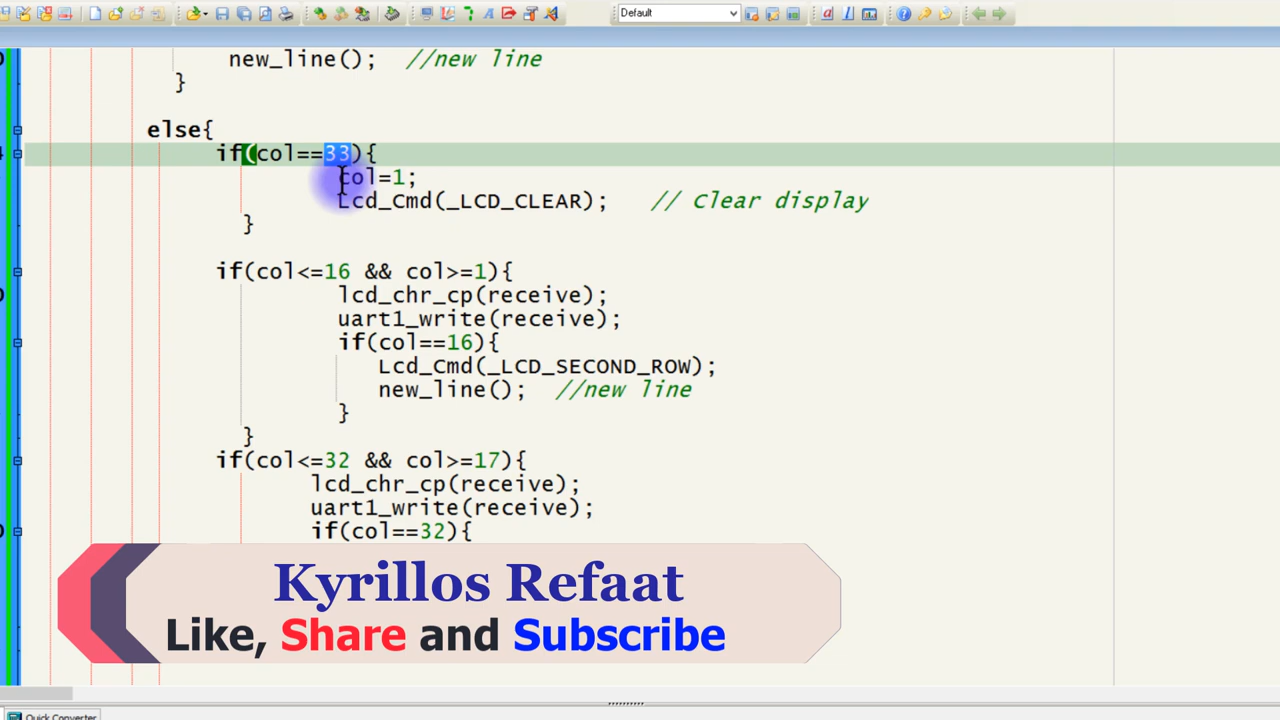 Default
new_line();  //new line
}
else{
if(col==33){
col=1;
Lcd_Cmd(_LCD_CLEAR);   // Clear display
}
if(col<=16 && col>=1){
lcd_chr_cp(receive);
uart1_write(receive);
if(col==16){
Lcd_Cmd(_LCD_SECOND_ROW);
new_line();  //new line
}
}
if(col<=32 && col>=17){
lcd_chr_cp(receive);
uart1_write(receive);
if(col==32){
Kyrillos Refaat
Like, Share and Subscribe
Quick Converter